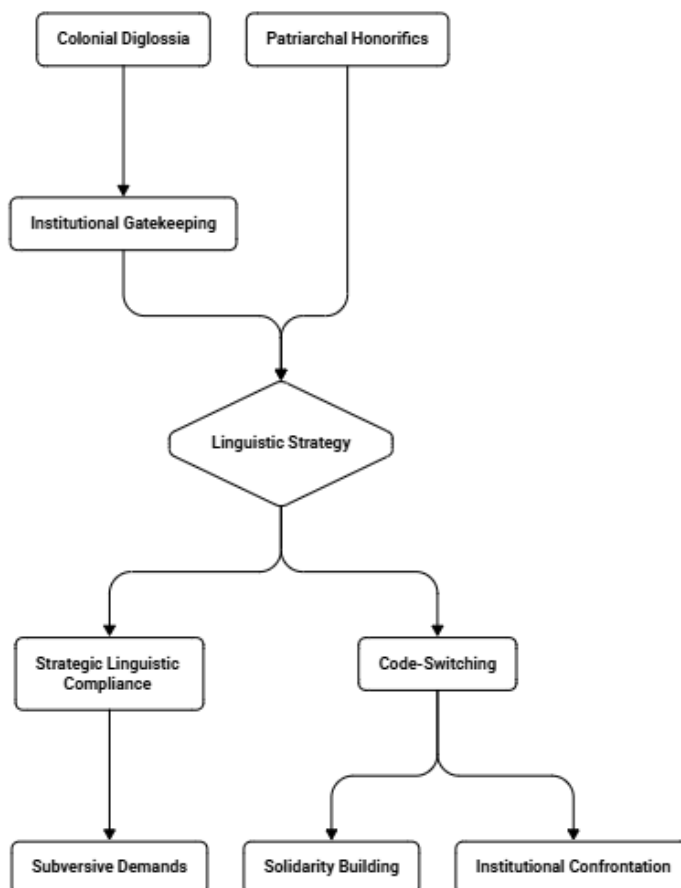 Colonial Diglossia
Patriarchal Honorifics
Institutional Gatekeeping
Linguistic Strategy
Strategic Linguistic
Compliance
Code-Switching
Subversive Demands
Solidarity Building
Institutional Confrontation